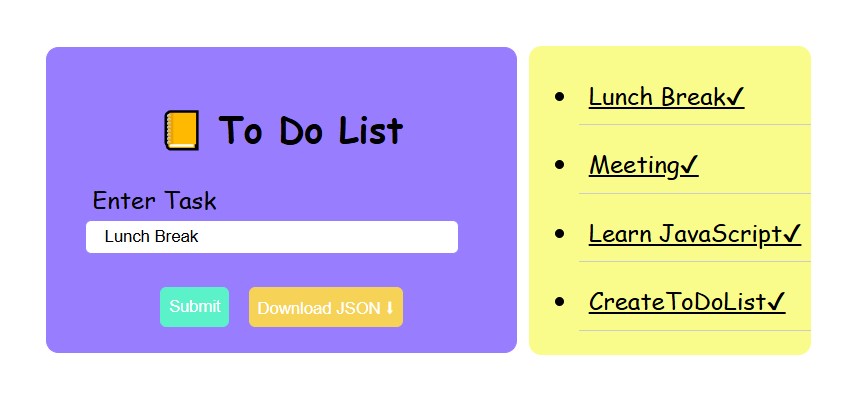 📒 To Do List
Enter Task
Lunch Break
Submit
Download JSON ⬇
Lunch Break✔
Meeting✔
Learn JavaScript✔
CreateToDoList✔